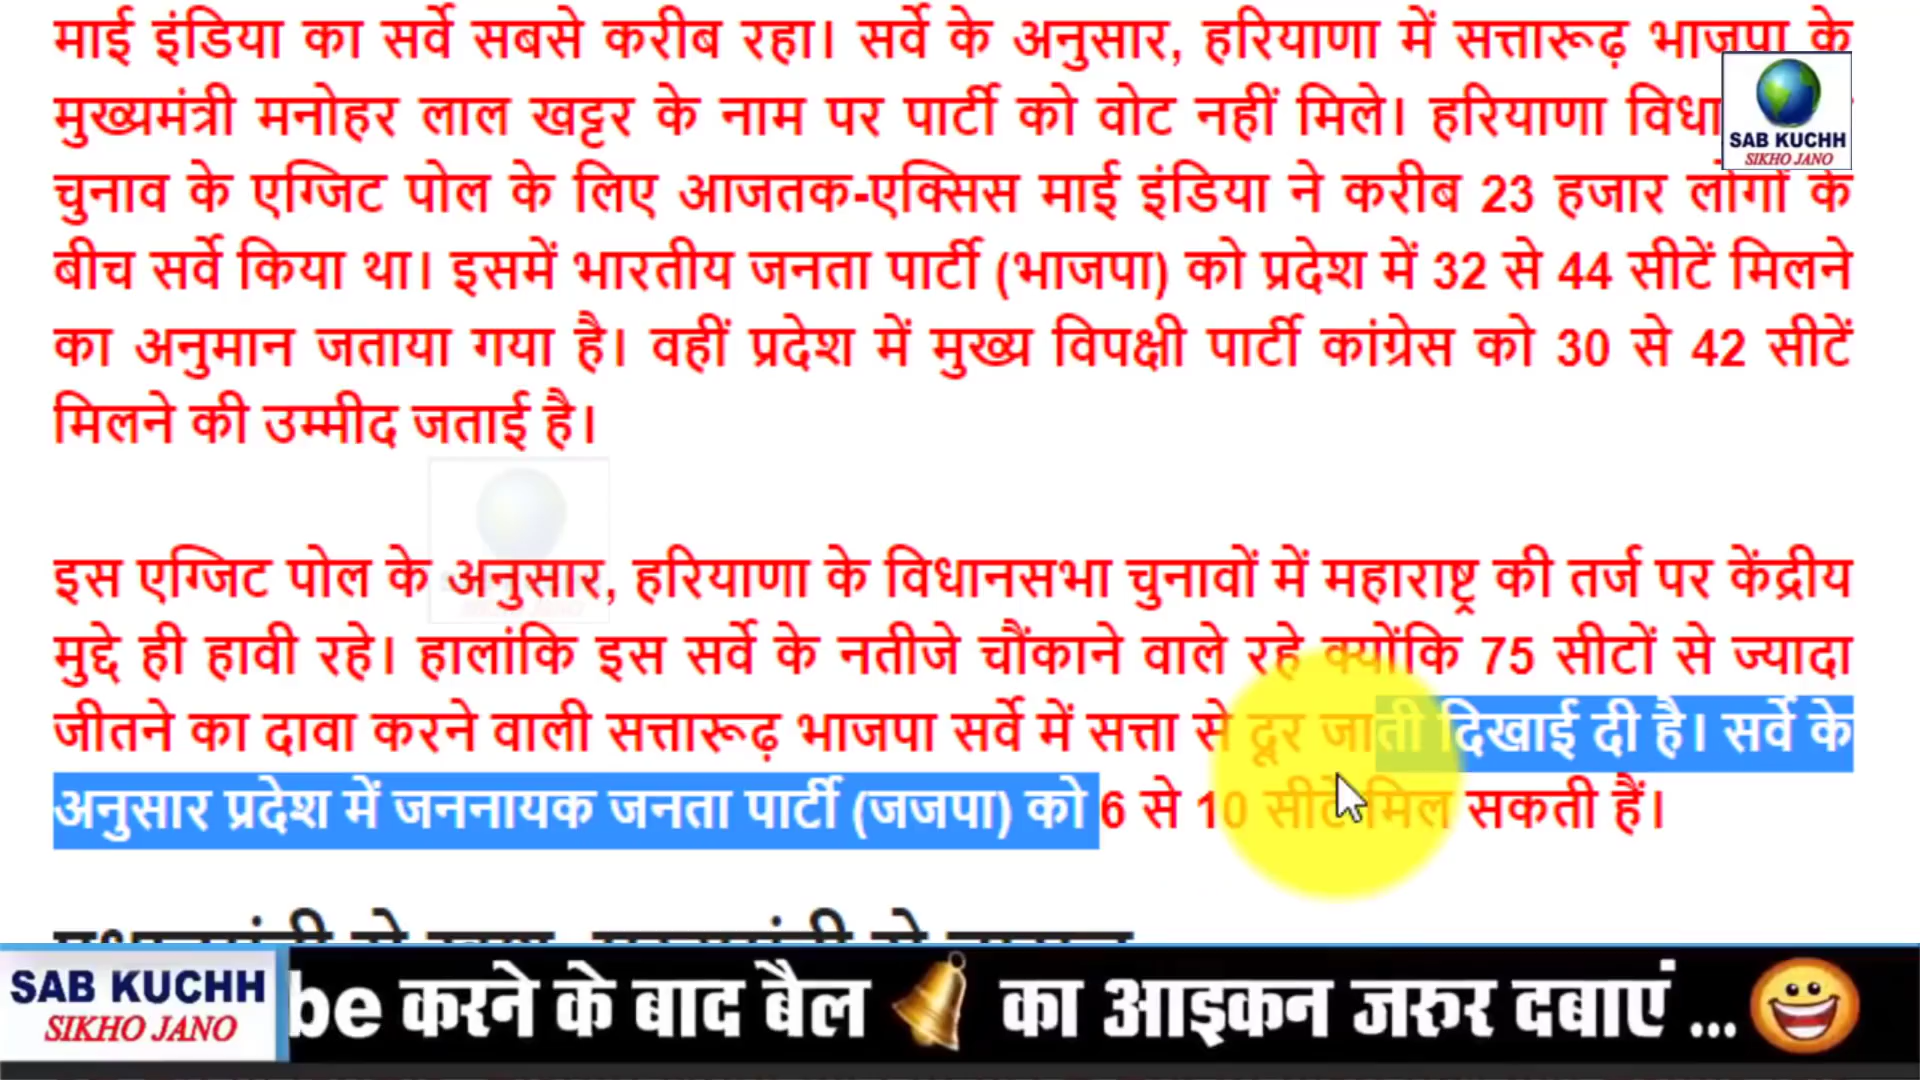 माई इंडिया का सर्वे सबसे करीब रहा। सर्वे के अनुसार, हरियाणा में सत्तारूढ़ भाजपा के
मुख्यमंत्री मनोहर लाल खट्टर के नाम पर पार्टी को वोट नहीं मिले। हरियाणा विधा
SAB KUCHH
SIKHO JANO
चुनाव के एग्जिट पोल के लिए आजतक-एक्सिस माई इंडिया ने करीब 23 हजार लोगों के
बीच सर्वे किया था। इसमें भारतीय जनता पार्टी (भाजपा) को प्रदेश में 32 से 44 सीटें मिलने
का अनुमान जताया गया है। वहीं प्रदेश में मुख्य विपक्षी पार्टी कांग्रेस को 30 से 42 सीटें
मिलने की उम्मीद जताई है।
इस एग्जिट पोल के अनुसार, हरियाणा के विधानसभा चुनावों में महाराष्ट्र की तर्ज पर केंद्रीय
मुद्दे ही हावी रहे। हालांकि इस सर्वे के नतीजे चौंकाने वाले रहे क्योंकि 75 सीटों से ज्यादा
जीतने का दावा करने वाली सत्तारूढ़ भाजपा सर्वे में सत्ता से दूर जाती दिखाई दी है। सर्वे के
अनुसार प्रदेश में जननायक जनता पार्टी (जजपा) को 6 से 10 सीटें मिल सकती हैं।
SAB KUCHH
SIKHO JANO
be करने के बाद बैल का आइकन जरुर दबाएं ...